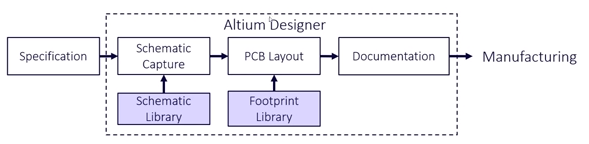 Altium Designer
Specification
Schematic
Capture
PCB Layout
Documentation
Manufacturing
Schematic
Library
Footprint
Library